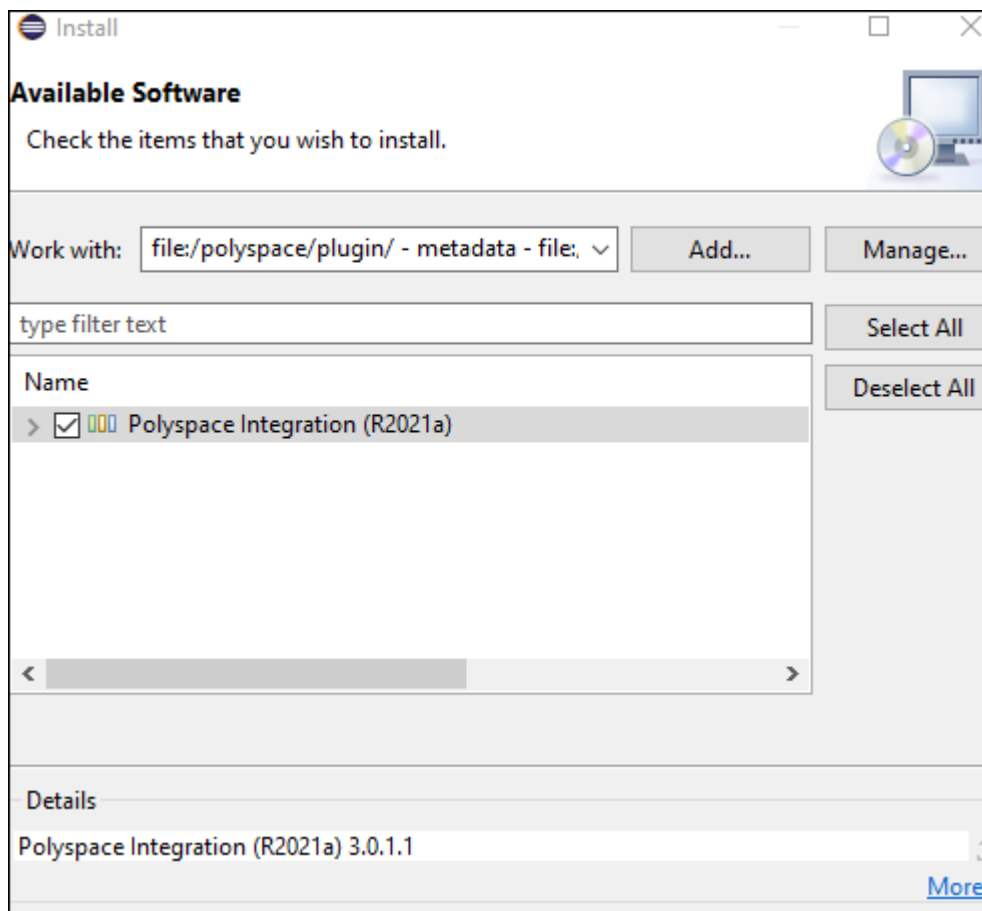 Install
Available Software
Check the items that you wish to install.
Work with: file:/polyspace/plugin/ - metadata - file:, Add... Manage...
type filter text Select All
Name Deselect All
Polyspace Integration (R2021a)
Details
Polyspace Integration (R2021a) 3.0.1.1
More